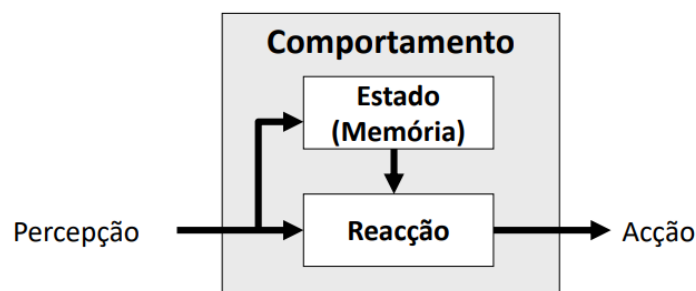 Comportamento
Estado
(Memória)
Percepção
Reacção
Acção